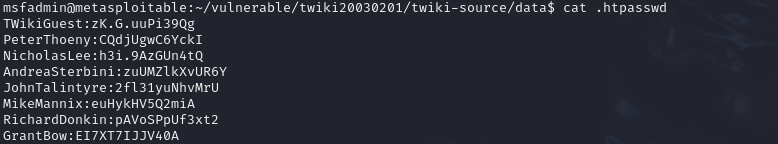 msfadmin@metasploitable:~/vulnerable/twiki20030201/twiki-source/data$ cat .htpasswd
TWikiGuest:zK.G.uuPi39Qg
PeterThoeny:CQdjUgwC6YckI
NicholasLee:h3i.9AzGUn4tQ
AndreaSterbini:zuUMZlkXvUR6Y
JohnTalintyre:2fl31yuNhvMrU
MikeMannix:euHykHV5Q2miA
RichardDonkin:pAVoSPpUf3xt2
GrantBow:EI7XT7IJJV40A